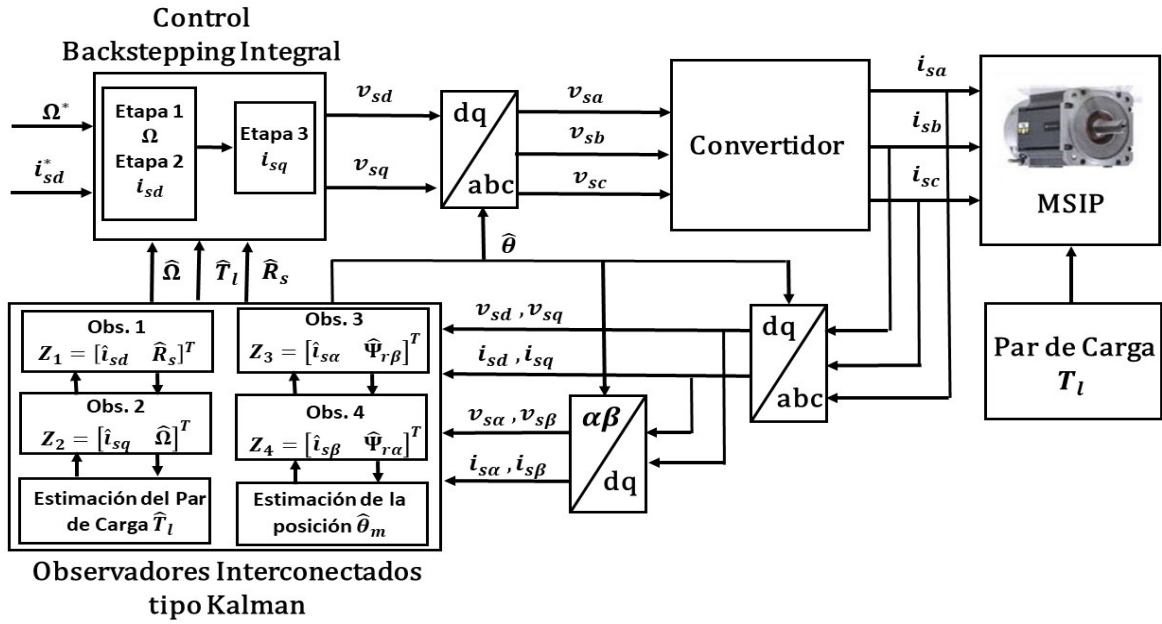 Control
Backstepping Integral
Ω*
i*sd
Etapa 1
Ω
Etapa 2
isd
Etapa 3
isq
vsd
vsq
dq
abc
vsa
vsb
vsc
Convertidor
isa
isb
isc
MSIP
Ω̂
T̂l
R̂s
θ̂
Obs. 1
Z1 = [îsd R̂s]^T
Obs. 2
Z2 = [îsq Ω̂]^T
Estimación del Par
de Carga T̂l
Obs. 3
Z3 = [îsα Ψ̂rβ]^T
Obs. 4
Z4 = [îsβ Ψ̂rα]^T
Estimación de la
posición θ̂m
vsd , vsq
isd , isq
vsα , vsβ
isα , isβ
dq
abc
αβ
dq
Par de Carga
Tl
Observadores Interconectados
tipo Kalman